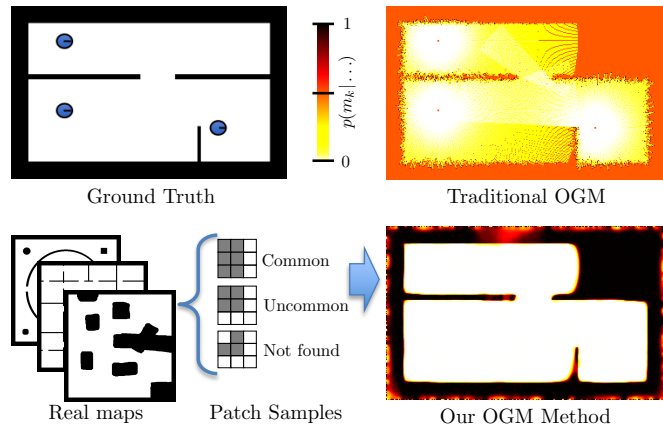 1
p(m_k|...)
0
Ground Truth
Traditional OGM
Common
Uncommon
Not found
Real maps
Patch Samples
Our OGM Method